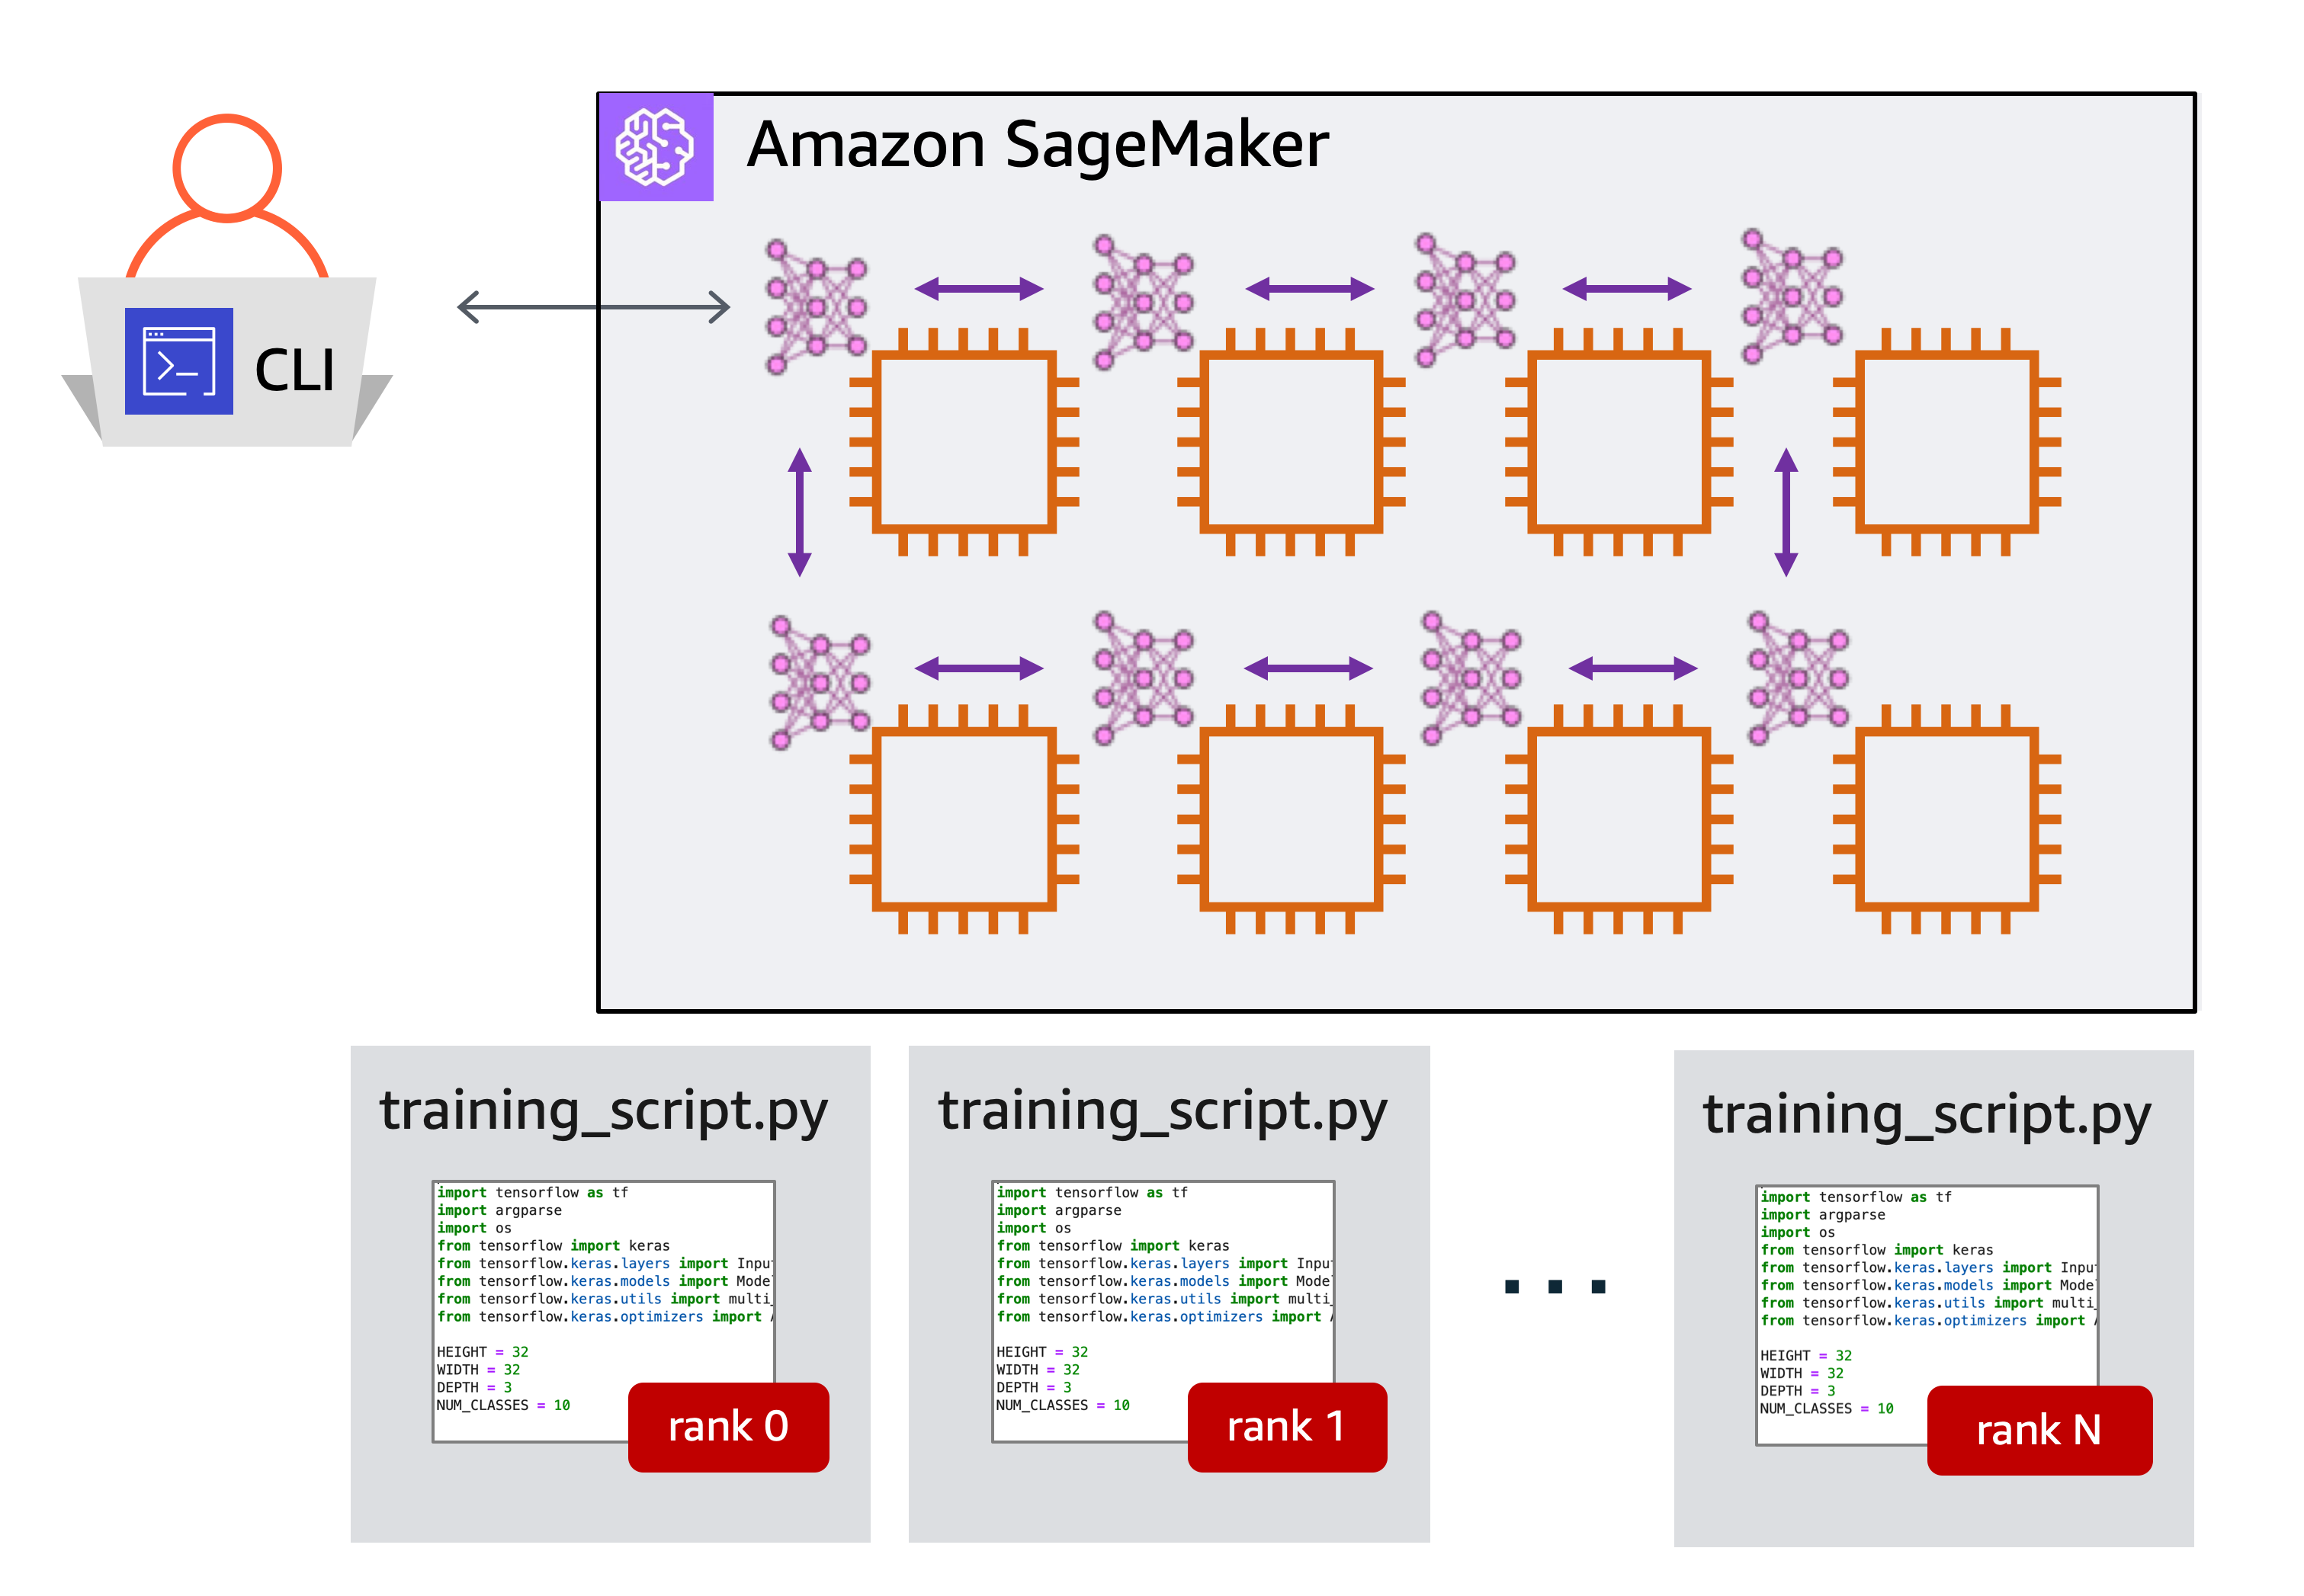 Amazon SageMaker
CLI
training_script.py
import tensorflow as tf
import argparse
import os
from tensorflow import keras
from tensorflow.keras.layers import Inpu
from tensorflow.keras.models import Mode
from tensorflow.keras.utils import multi_
from tensorflow.keras.optimizers import A
HEIGHT = 32
WIDTH = 32
DEPTH = 3
NUM_CLASSES = 10
rank 0
training_script.py
import tensorflow as tf
import argparse
import os
from tensorflow import keras
from tensorflow.keras.layers import Inpu
from tensorflow.keras.models import Mode
from tensorflow.keras.utils import multi_
from tensorflow.keras.optimizers import A
HEIGHT = 32
WIDTH = 32
DEPTH = 3
NUM_CLASSES = 10
rank 1
...
training_script.py
import tensorflow as tf
import argparse
import os
from tensorflow import keras
from tensorflow.keras.layers import Inpu
from tensorflow.keras.models import Mode
from tensorflow.keras.utils import multi_
from tensorflow.keras.optimizers import A
HEIGHT = 32
WIDTH = 32
DEPTH = 3
NUM_CLASSES = 10
rank N